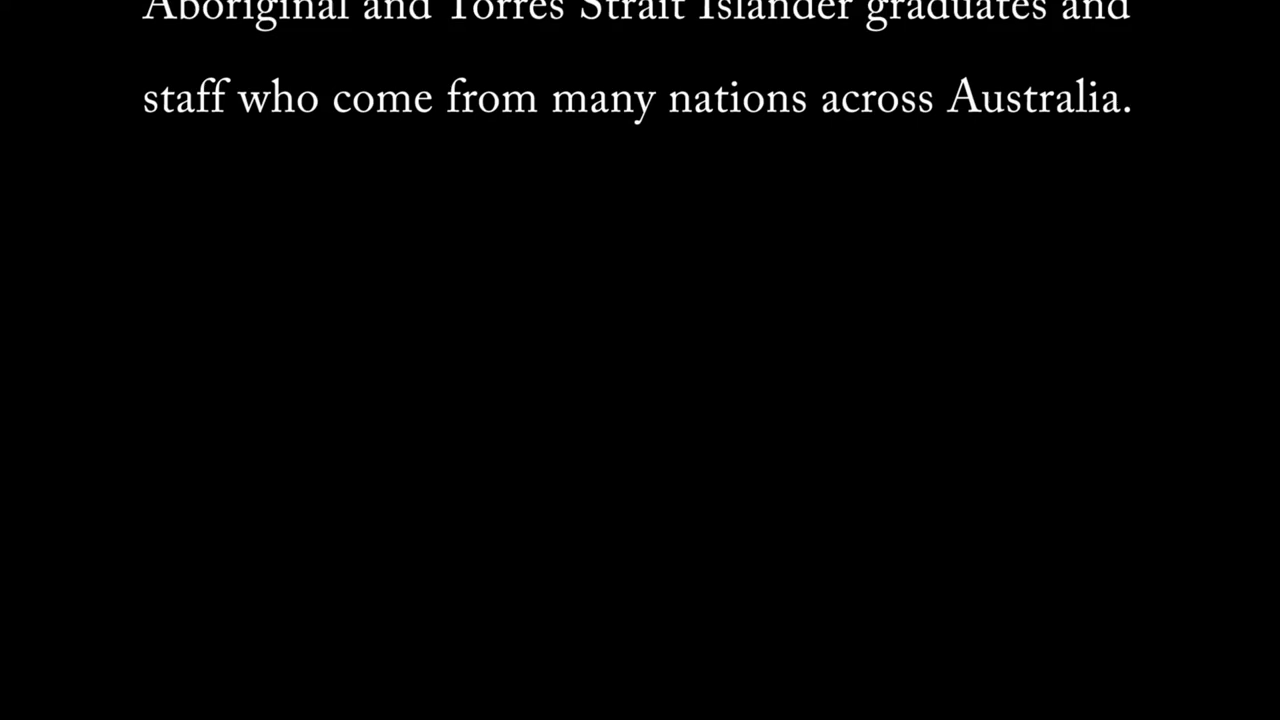 Aboriginal and Torres Strait Islander graduates and
staff who come from many nations across Australia.